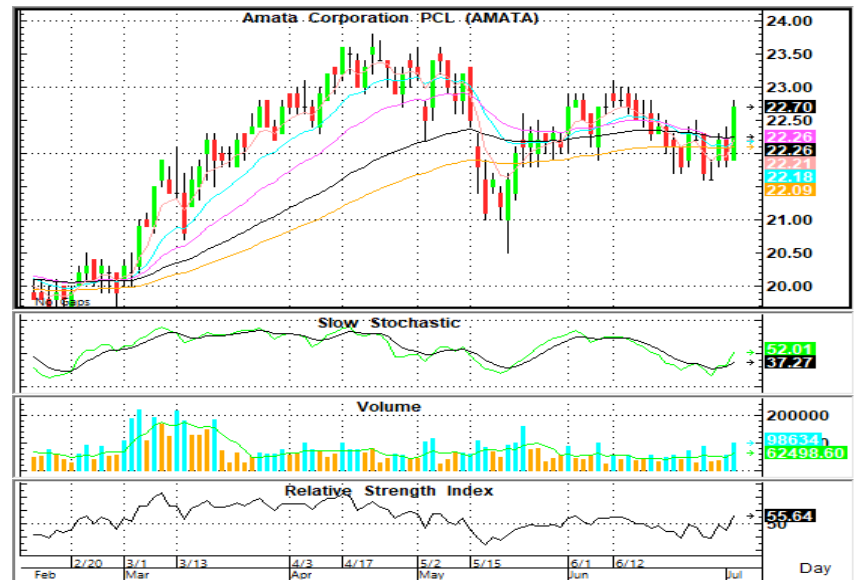 Amata Corporation PCL (AMATA)
24.00
23.50
23.00
22.70
22.50
22.26
22.26
22.21
22.18
22.09
21.00
20.50
20.00
No Gaps
Slow Stochastic
52.01
37.27
Volume
200000
98634
62498.60
Relative Strength Index
55.64
50
2/20 3/1 3/13 4/3 4/17 5/2 5/15 6/1 6/12
Feb Mar Apr May Jun Jul Day